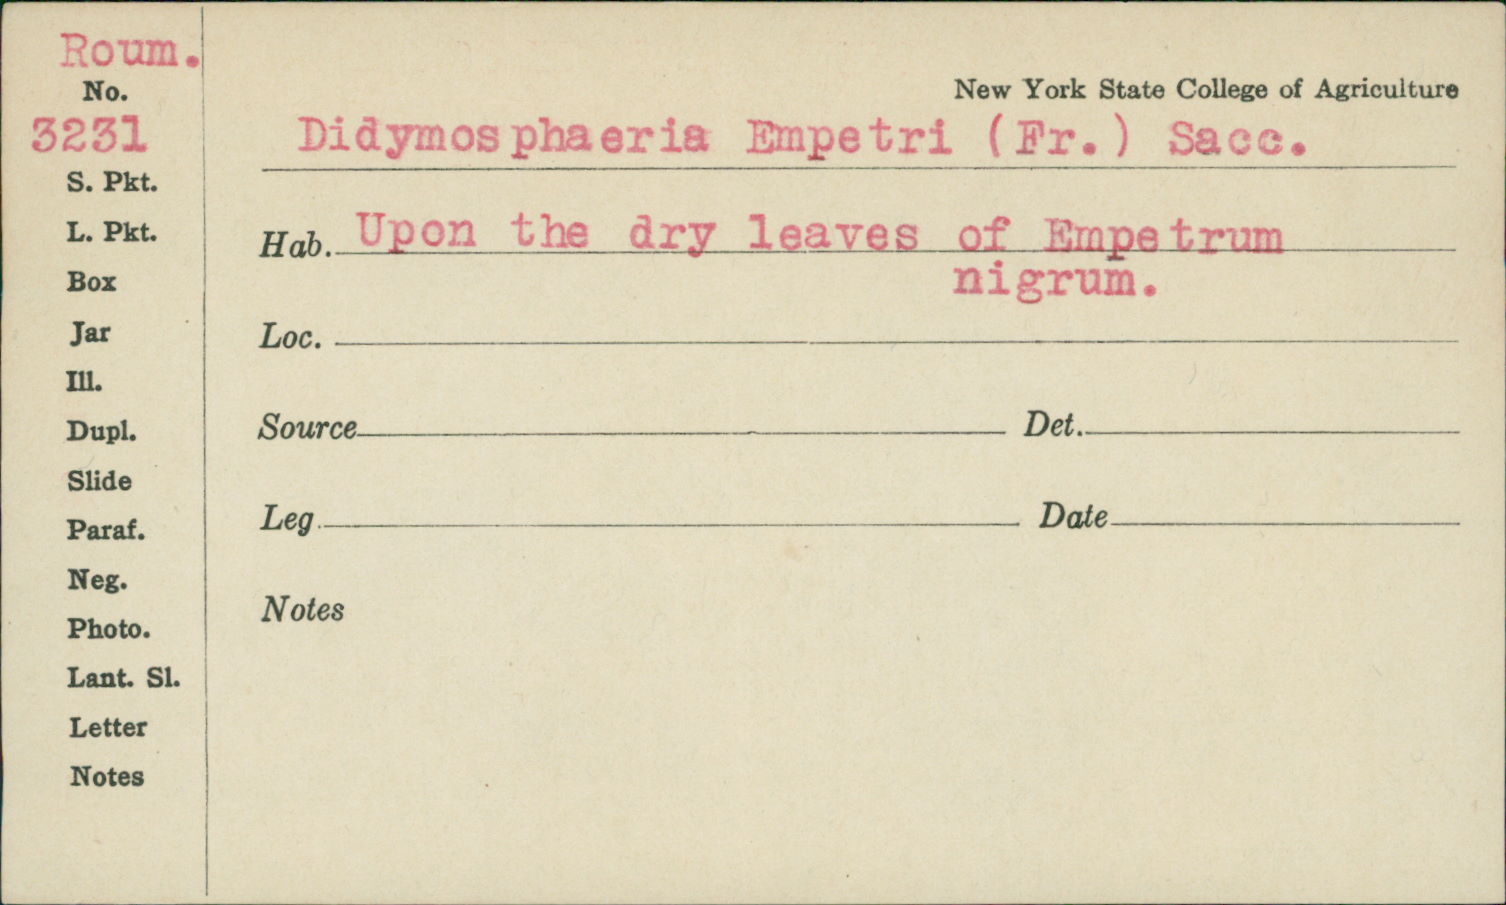 Roum.
No.
3231
S. Pkt.
L. Pkt.
Box
Jar
Ill.
Dupl.
Slide
Paraf.
Neg.
Photo.
Lant. Sl.
Letter
Notes
New York State College of Agriculture
Didymosphaeria Empetri (Fr.) Sacc.
Hab. Upon the dry leaves of Empetrum
nigrum.
Loc.
Source Det.
Leg. Date
Notes